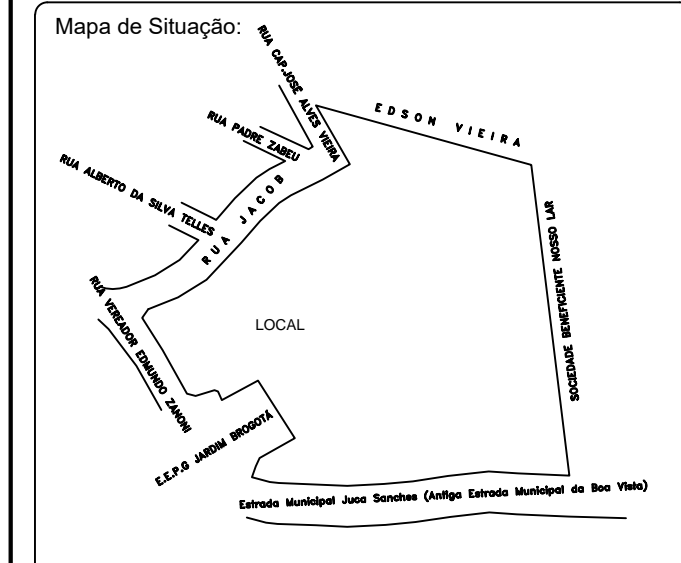 Mapa de Situação:
RUA CAP.JOSE ALVES VIEIRA
EDSON VIEIRA
RUA PADRE ZABEU
RUA ALBERTO DA SILVA TELLES
RUA JACOB
SOCIEDADE BENEFICIENTE NOSSO LAR
RUA VEREADOR EDMUNDO ZANONI
LOCAL
E.E.P.G JARDIM BROGOTÁ
Estrada Municipal Juca Sanches (Antiga Estrada Municipal da Boa Vista)